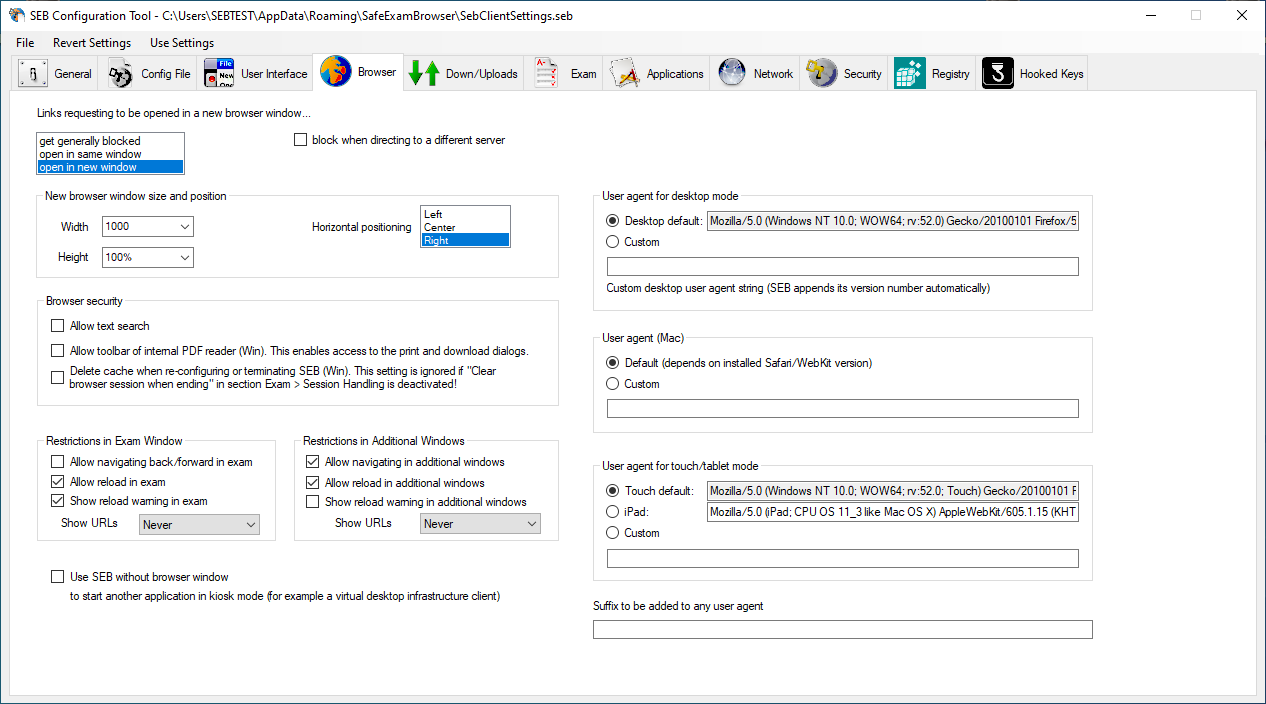 SEB Configuration Tool - C:\Users\SEBTEST\AppData\Roaming\SafeExamBrowser\SebClientSettings.seb
File Revert Settings Use Settings
General Config File User Interface Browser Down/Uploads Exam Applications Network Security Registry Hooked Keys
Links requesting to be opened in a new browser window...
get generally blocked
open in same window
open in new window
block when directing to a different server
New browser window size and position
Width 1000
Height 100%
Horizontal positioning
Left
Center
Right
Browser security
Allow text search
Allow toolbar of internal PDF reader (Win). This enables access to the print and download dialogs.
Delete cache when re-configuring or terminating SEB (Win). This setting is ignored if "Clear
browser session when ending" in section Exam > Session Handling is deactivated!
Restrictions in Exam Window
Allow navigating back/forward in exam
Allow reload in exam
Show reload warning in exam
Show URLs Never
Restrictions in Additional Windows
Allow navigating in additional windows
Allow reload in additional windows
Show reload warning in additional windows
Show URLs Never
Use SEB without browser window
to start another application in kiosk mode (for example a virtual desktop infrastructure client)
User agent for desktop mode
Desktop default: Mozilla/5.0 (Windows NT 10.0; WOW64; rv:52.0) Gecko/20100101 Firefox/5
Custom
Custom desktop user agent string (SEB appends its version number automatically)
User agent (Mac)
Default (depends on installed Safari/WebKit version)
Custom
User agent for touch/tablet mode
Touch default: Mozilla/5.0 (Windows NT 10.0; WOW64; rv:52.0; Touch) Gecko/20100101 F
iPad: Mozilla/5.0 (iPad; CPU OS 11_3 like Mac OS X) AppleWebKit/605.1.15 (KHT
Custom
Suffix to be added to any user agent